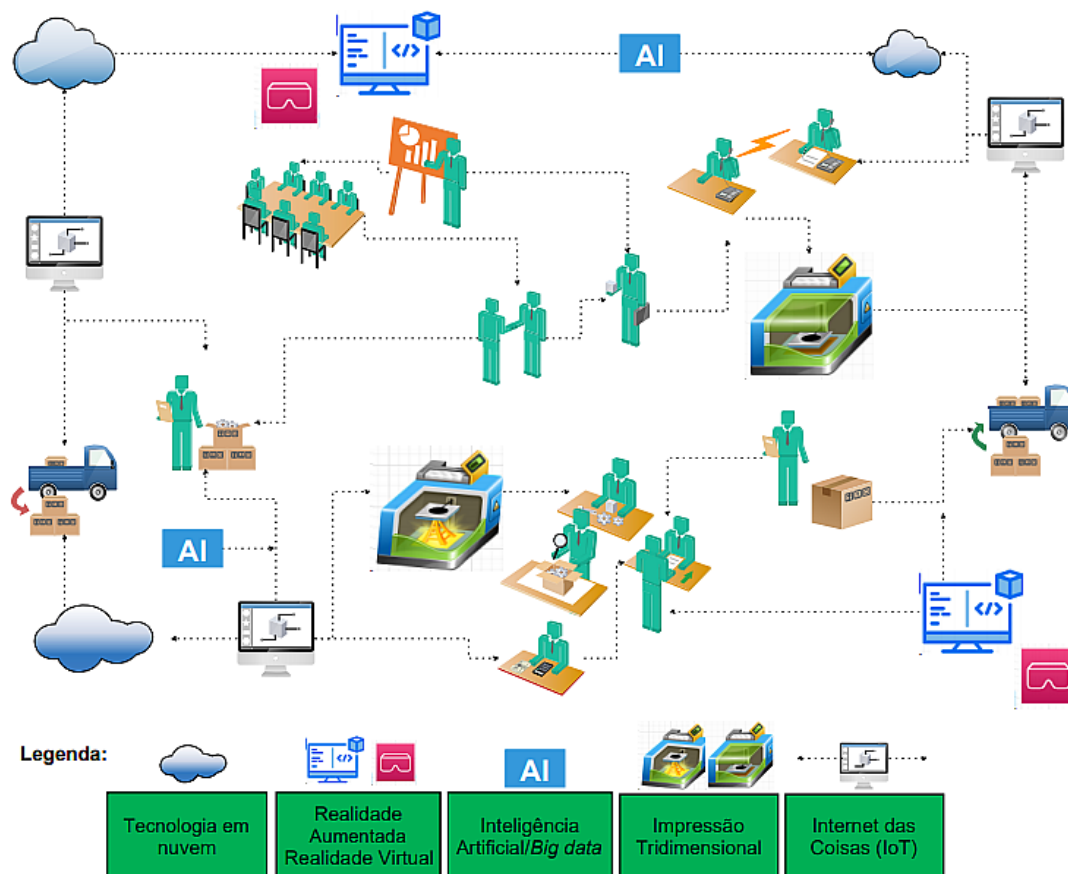 AI
AI
Legenda:
AI
Tecnologia em
nuvem
Realidade
Aumentada
Realidade Virtual
Inteligência
Artificial/Big data
Impressão
Tridimensional
Internet das
Coisas (IoT)